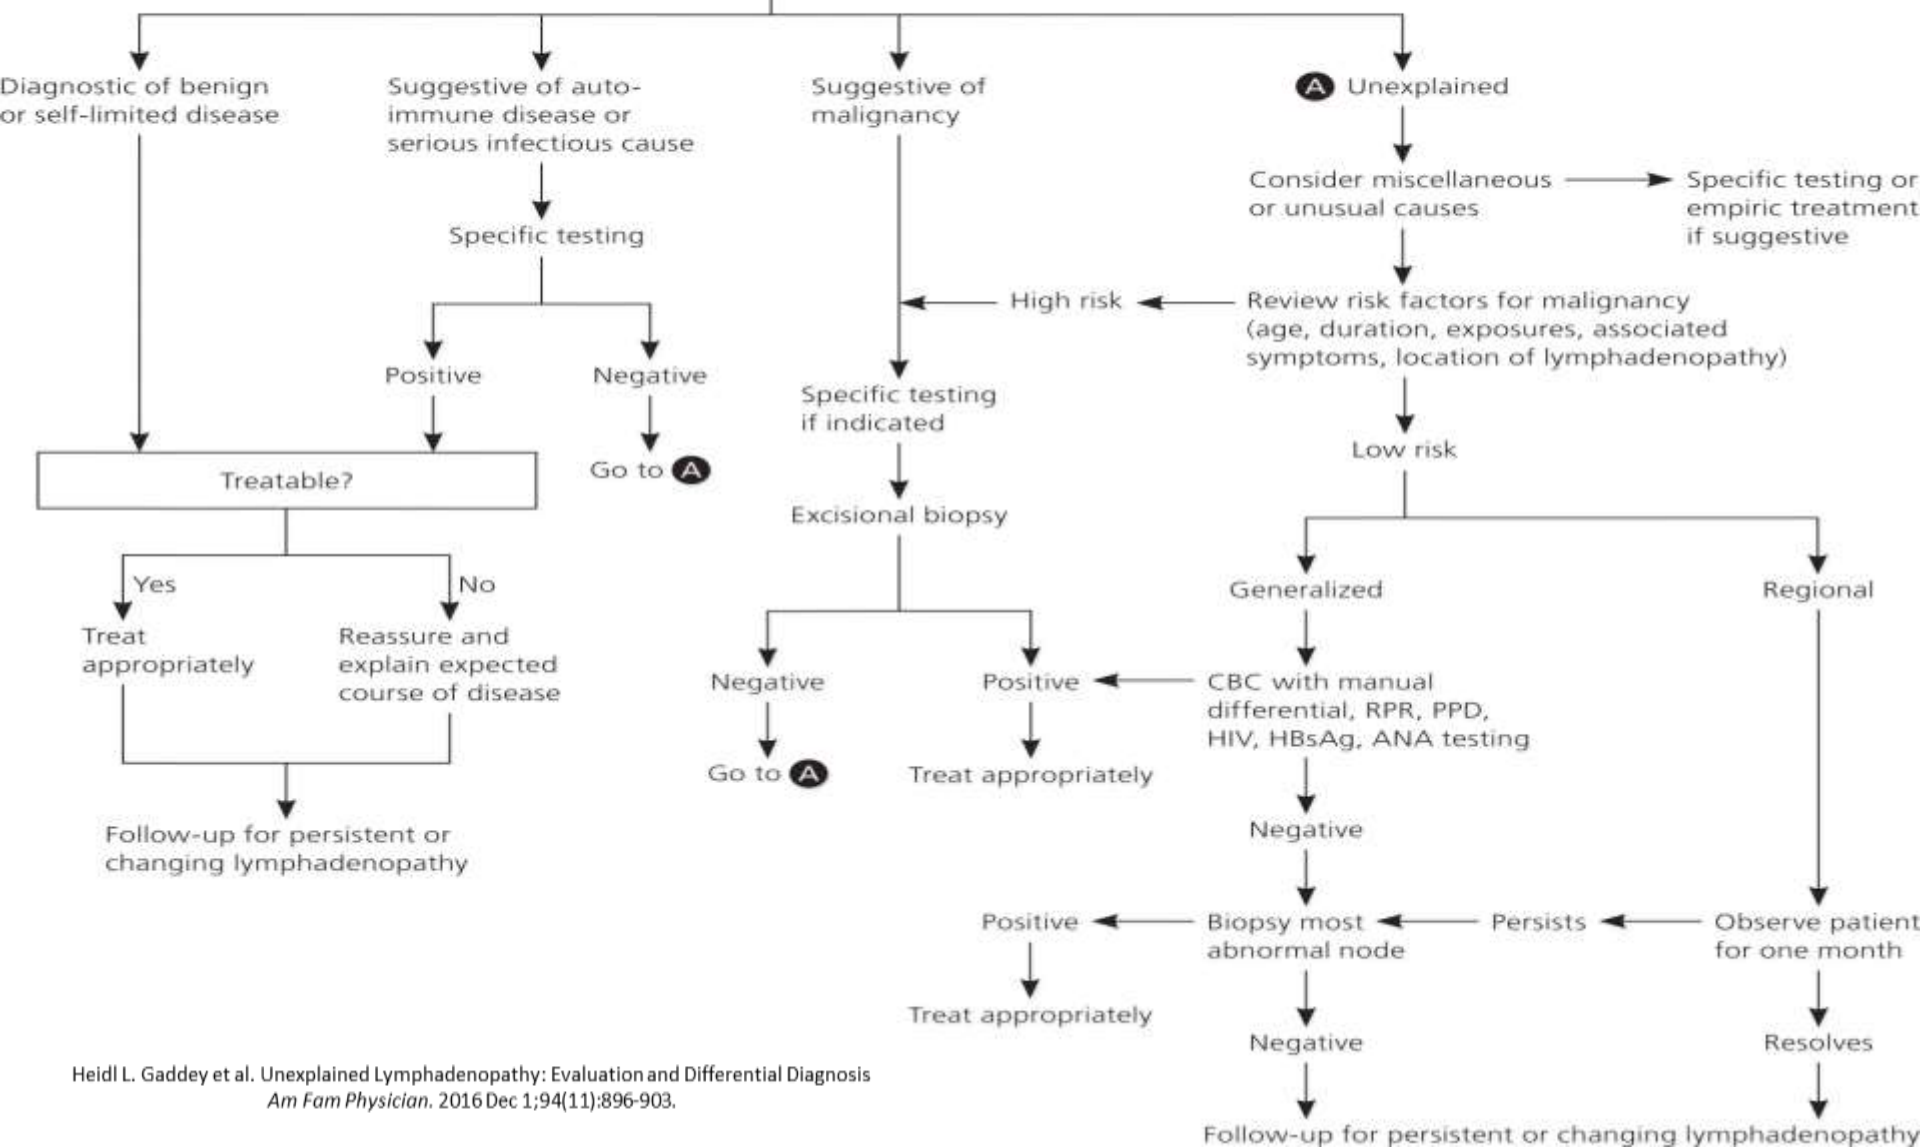 Diagnostic of benign
or self-limited disease
Suggestive of auto-
immune disease or
serious infectious cause
Suggestive of
malignancy
A Unexplained
Consider miscellaneous
or unusual causes
Specific testing or
empiric treatment
if suggestive
Specific testing
High risk
Review risk factors for malignancy
(age, duration, exposures, associated
symptoms, location of lymphadenopathy)
Positive
Negative
Specific testing
if indicated
Low risk
Go to A
Treatable?
Excisional biopsy
Yes
No
Generalized
Regional
Treat
appropriately
Reassure and
explain expected
course of disease
Negative
Positive
CBC with manual
differential, RPR, PPD,
HIV, HBsAg, ANA testing
Go to A
Treat appropriately
Follow-up for persistent or
changing lymphadenopathy
Negative
Positive
Biopsy most
abnormal node
Persists
Observe patient
for one month
Treat appropriately
Negative
Resolves
Follow-up for persistent or changing lymphadenopathy
Heidl L. Gaddey et al. Unexplained Lymphadenopathy: Evaluation and Differential Diagnosis
Am Fam Physician. 2016 Dec 1;94(11):896-903.